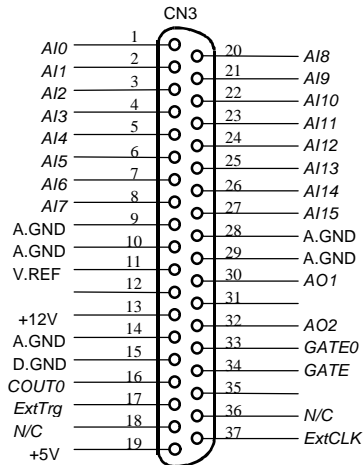 CN3
AI0 1
AI1 2
AI2 3
AI3 4
AI4 5
AI5 6
AI6 7
AI7 8
A.GND 9
A.GND 10
V.REF 11
12
+12V 13
A.GND 14
D.GND 15
COUT0 16
ExtTrg 17
N/C 18
+5V 19
20 AI8
21 AI9
22 AI10
23 AI11
24 AI12
25 AI13
26 AI14
27 AI15
28 A.GND
29 A.GND
30 AO1
31
32 AO2
33 GATE0
34 GATE
35
36 N/C
37 ExtCLK